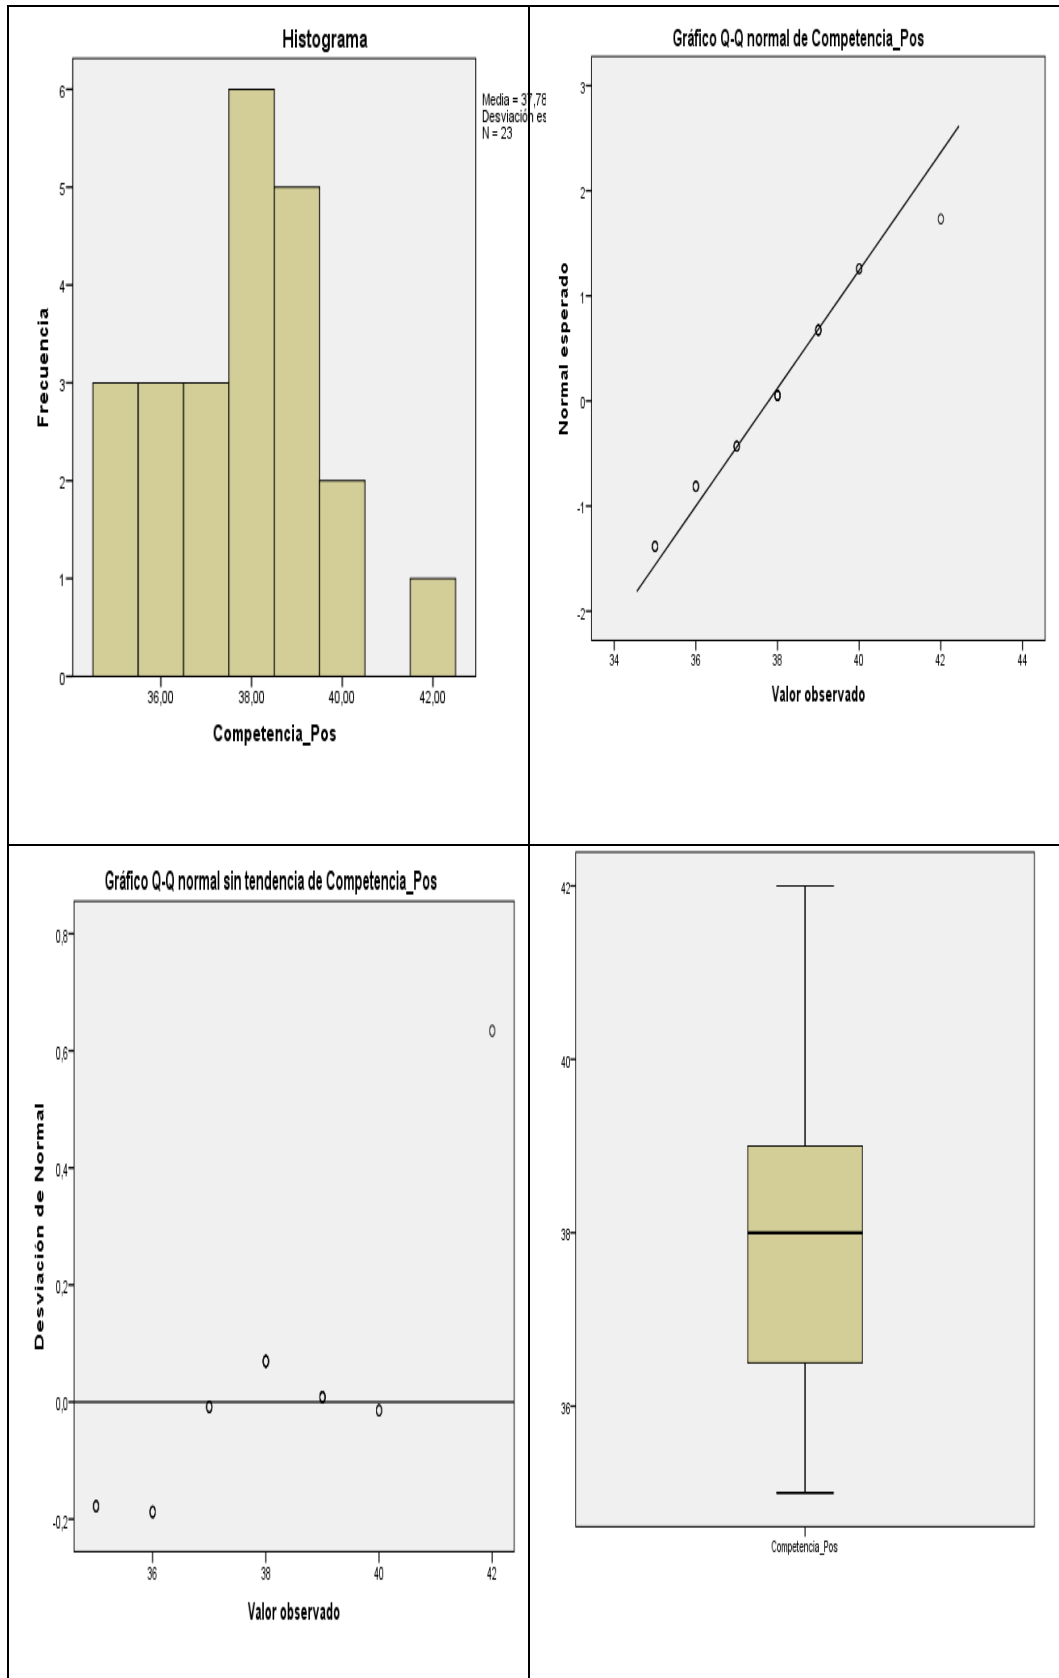 Histograma
6
5
4
3
2
1
0
Frecuencia
36,00
38,00
40,00
42,00
Competencia_Pos
Media = 37,78
Desviación es
N = 23
Gráfico Q-Q normal de Competencia_Pos
3
2
1
0
-1
-2
Normal esperado
34
36
38
40
42
44
Valor observado
Gráfico Q-Q normal sin tendencia de Competencia_Pos
0,8
0,6
0,4
0,2
0,0
-0,2
Desviación de Normal
36
38
40
42
Valor observado
42
40
38
36
Competencia_Pos